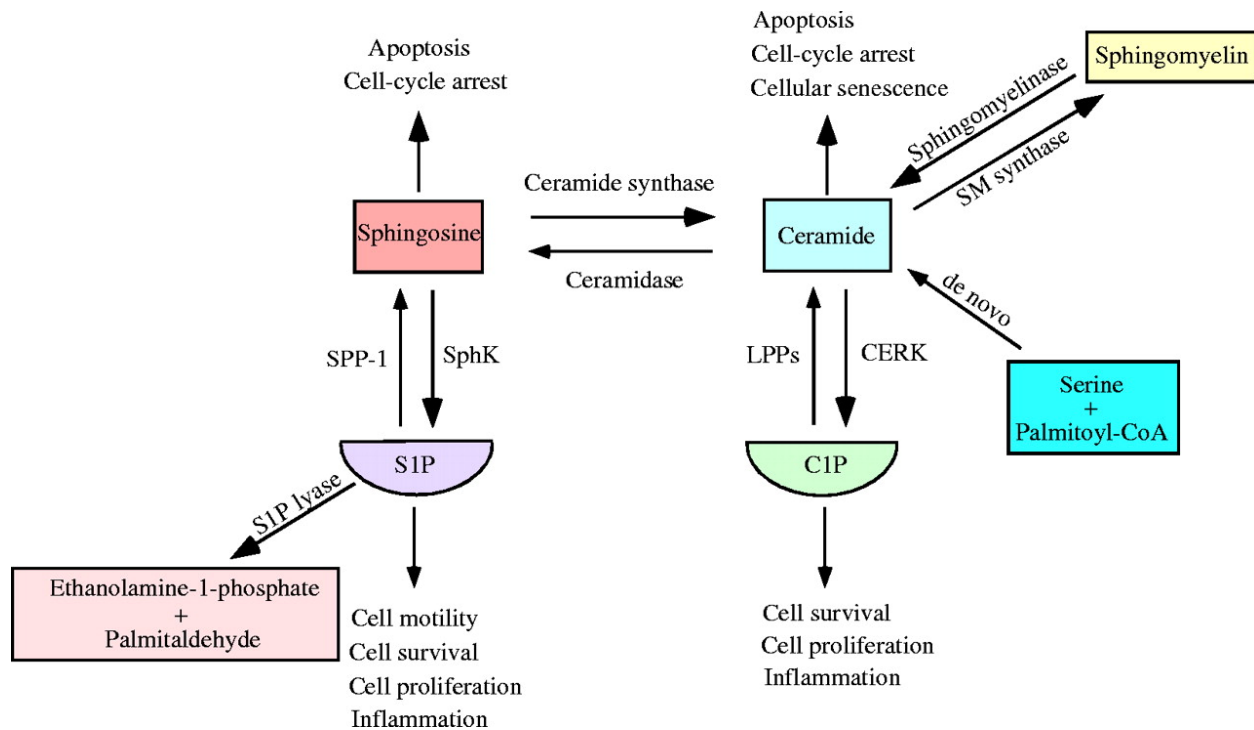 Apoptosis
Cell-cycle arrest
Apoptosis
Cell-cycle arrest
Cellular senescence
Sphingomyelin
Sphingomyelinase
SM synthase
Sphingosine
Ceramide synthase
Ceramidase
Ceramide
de novo
SPP-1
SphK
LPPs
CERK
Serine
+
Palmitoyl-CoA
S1P
C1P
S1P lyase
Ethanolamine-1-phosphate
+
Palmitaldehyde
Cell motility
Cell survival
Cell proliferation
Inflammation
Cell survival
Cell proliferation
Inflammation